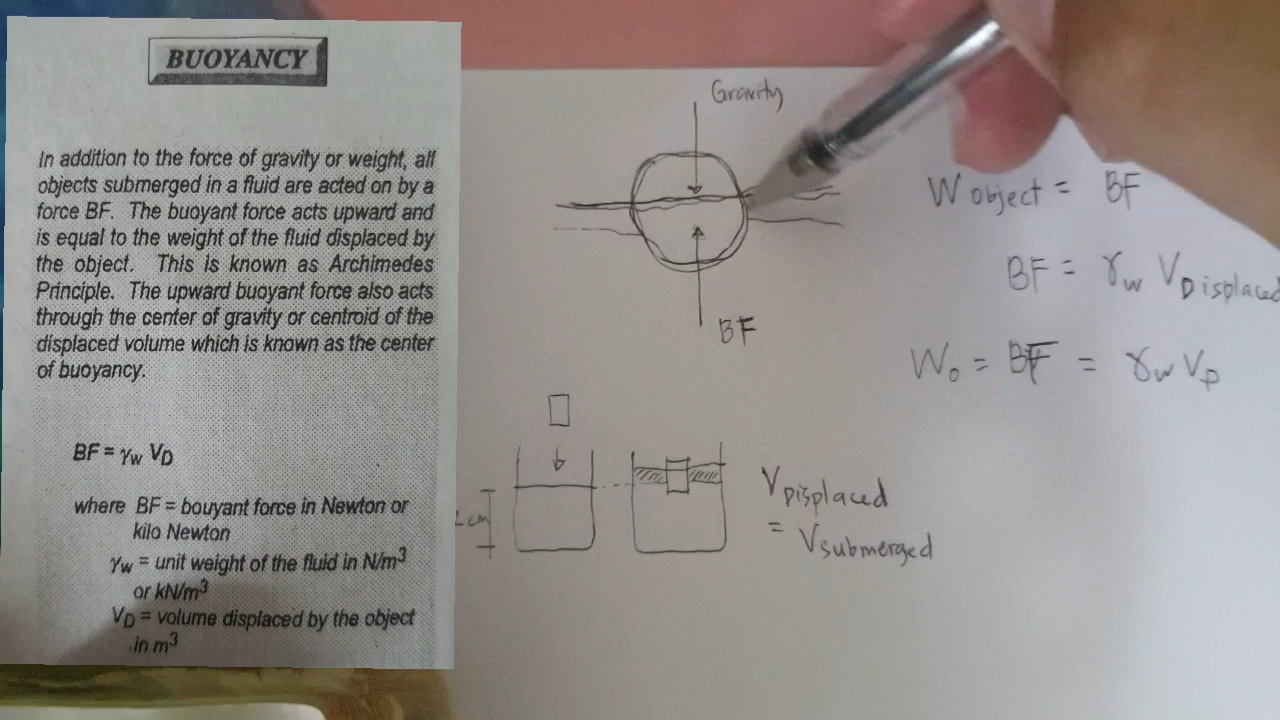 BUOYANCY
In addition to the force of gravity or weight, all
objects submerged in a fluid are acted on by a
force BF. The buoyant force acts upward and
is equal to the weight of the fluid displaced by
the object. This is known as Archimedes
Principle. The upward buoyant force also acts
through the center of gravity or centroid of the
displaced volume which is known as the center
of buoyancy.
BF = γw VD
where BF = bouyant force in Newton or
kilo Newton
γw = unit weight of the fluid in N/m³
or kN/m³
VD = volume displaced by the object
in m³
Gravity
BF
W object = BF
BF = γw VDisplaced
Wo = BF = γw VD
cm
VDisplaced
= Vsubmerged